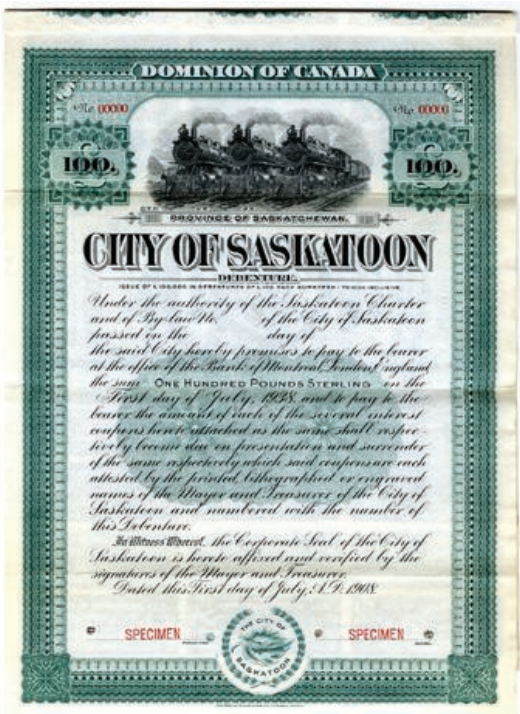 DOMINION OF CANADA
No. 00000 No. 00000
100. 100.
PROVINCE OF SASKATCHEWAN.
CITY OF SASKATOON
DEBENTURE.
Under the authority of the Saskatoon Charter
and of By-law No. of the City of Saskatoon
passed on the day of
the said City hereby promises to pay to the bearer
at the office of the Bank of Montreal, London, England,
the sum ONE HUNDRED POUNDS STERLING on the
First day of July, 1938, and to pay to the
bearer the amount of each of the several interest
coupons hereto attached as the same shall respec-
tively become due on presentation and surrender
of the same respectively which said coupons are each
attested by the printed, lithographed or engraved
names of the Mayor and Treasurer of the City of
Saskatoon and numbered with the number of
this Debenture.
In Witness Whereof, the Corporate Seal of the City of
Saskatoon is hereto affixed and verified by the
signatures of the Mayor and Treasurer.
Dated this First day of July, A.D. 1908.
SPECIMEN SPECIMEN
THE CITY OF
SASKATOON